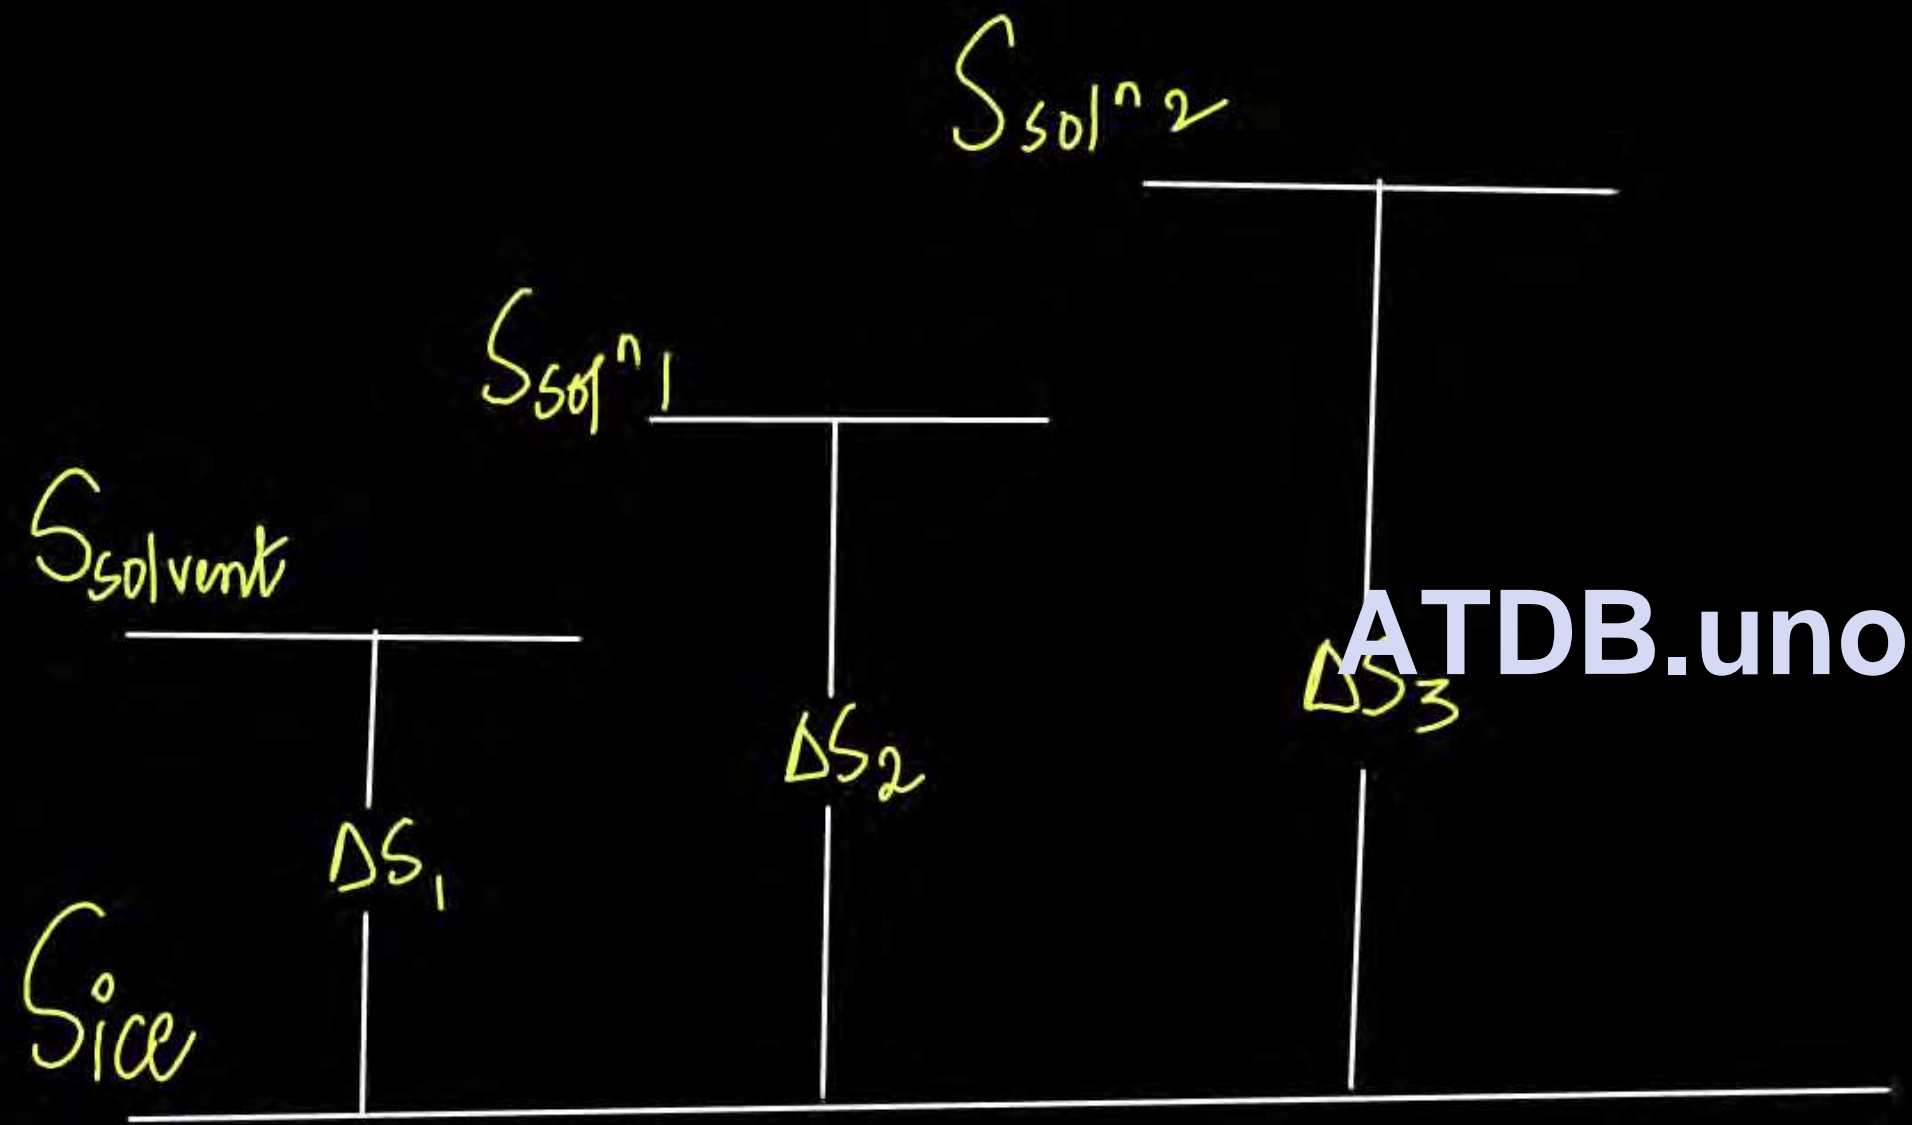 S solⁿ 2
S solⁿ 1
S solvent
ATDB.uno
ΔS₃
ΔS₂
ΔS₁
S ice